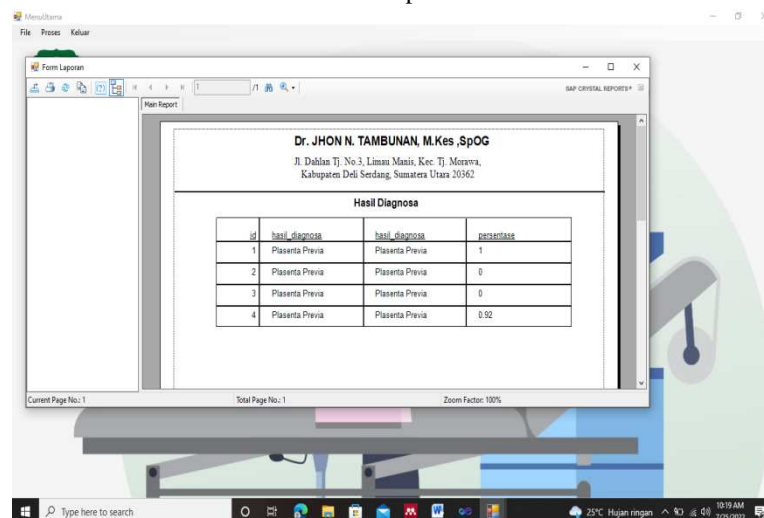 MenuUtama
File Proses Keluar
Form Laporan
1 /1
SAP CRYSTAL REPORTS®
Main Report
Dr. JHON N. TAMBUNAN, M.Kes ,SpOG
Jl. Dahlan Tj. No.3, Limau Manis, Kec. Tj. Morawa,
Kabupaten Deli Serdang, Sumatera Utara 20362
Hasil Diagnosa
id hasil_diagnosa hasil_diagnosa persentase
1 Plasenta Previa Plasenta Previa 1
2 Plasenta Previa Plasenta Previa 0
3 Plasenta Previa Plasenta Previa 0
4 Plasenta Previa Plasenta Previa 0.92
Current Page No.: 1 Total Page No.: 1 Zoom Factor: 100%
Type here to search
25°C Hujan ringan
10:19 AM
7/25/2022